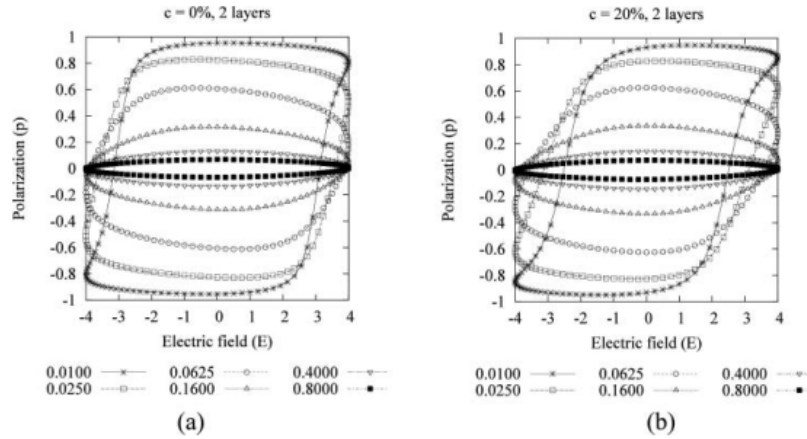 c = 0%, 2 layers
Polarization (p)
1
0.8
0.6
0.4
0.2
0
-0.2
-0.4
-0.6
-0.8
-1
-4 -3 -2 -1 0 1 2 3 4
Electric field (E)
0.0100 0.0625 0.4000
0.0250 0.1600 0.8000
(a)
c = 20%, 2 layers
Polarization (p)
1
0.8
0.6
0.4
0.2
0
-0.2
-0.4
-0.6
-0.8
-1
-4 -3 -2 -1 0 1 2 3 4
Electric field (E)
0.0100 0.0625 0.4000
0.0250 0.1600 0.8000
(b)